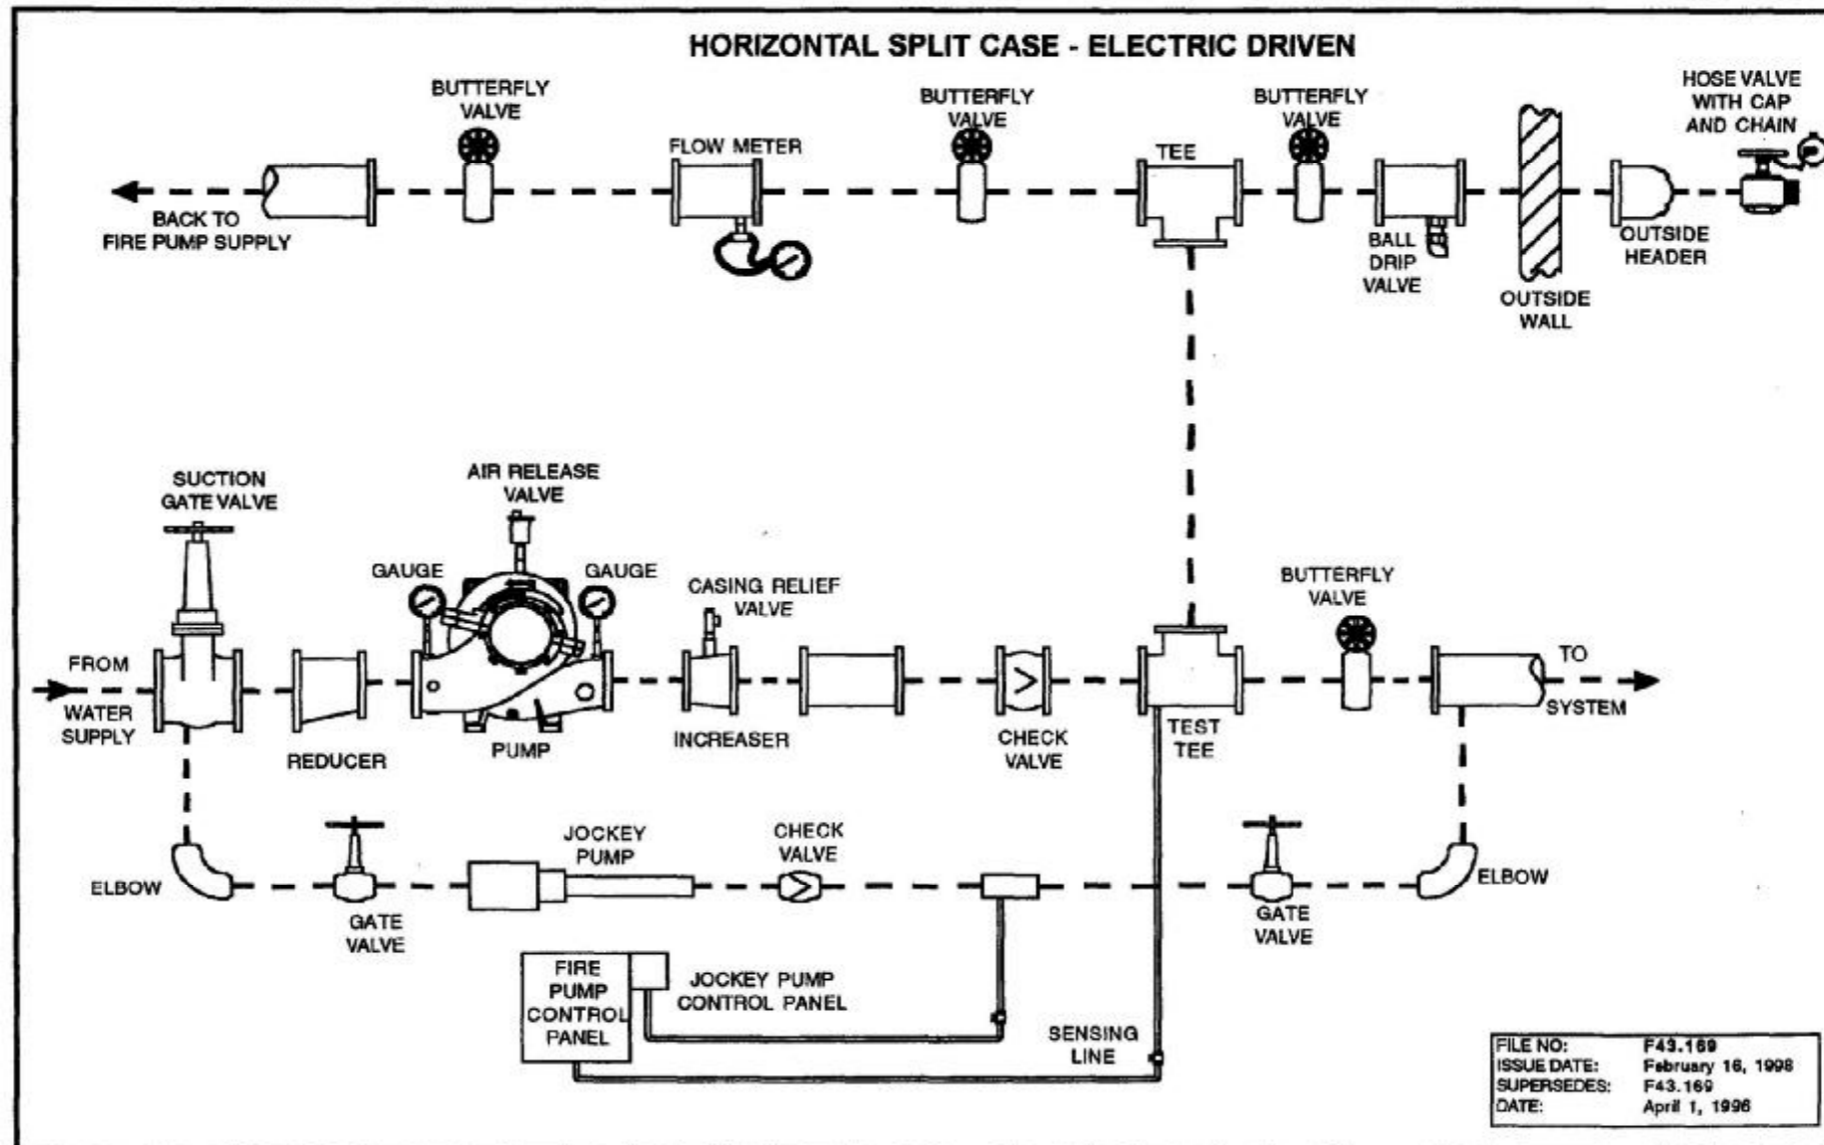 HORIZONTAL SPLIT CASE - ELECTRIC DRIVEN
BUTTERFLY
VALVE
FLOW METER
BUTTERFLY
VALVE
TEE
BUTTERFLY
VALVE
HOSE VALVE
WITH CAP
AND CHAIN
BACK TO
FIRE PUMP SUPPLY
BALL
DRIP
VALVE
OUTSIDE
WALL
OUTSIDE
HEADER
SUCTION
GATE VALVE
AIR RELEASE
VALVE
GAUGE
GAUGE
CASING RELIEF
VALVE
BUTTERFLY
VALVE
FROM
WATER
SUPPLY
REDUCER
PUMP
INCREASER
CHECK
VALVE
TEST
TEE
TO
SYSTEM
ELBOW
GATE
VALVE
JOCKEY
PUMP
CHECK
VALVE
GATE
VALVE
ELBOW
FIRE
PUMP
CONTROL
PANEL
JOCKEY PUMP
CONTROL PANEL
SENSING
LINE
FILE NO: F43.169
ISSUE DATE: February 16, 1998
SUPERSEDES: F43.169
DATE: April 1, 1996